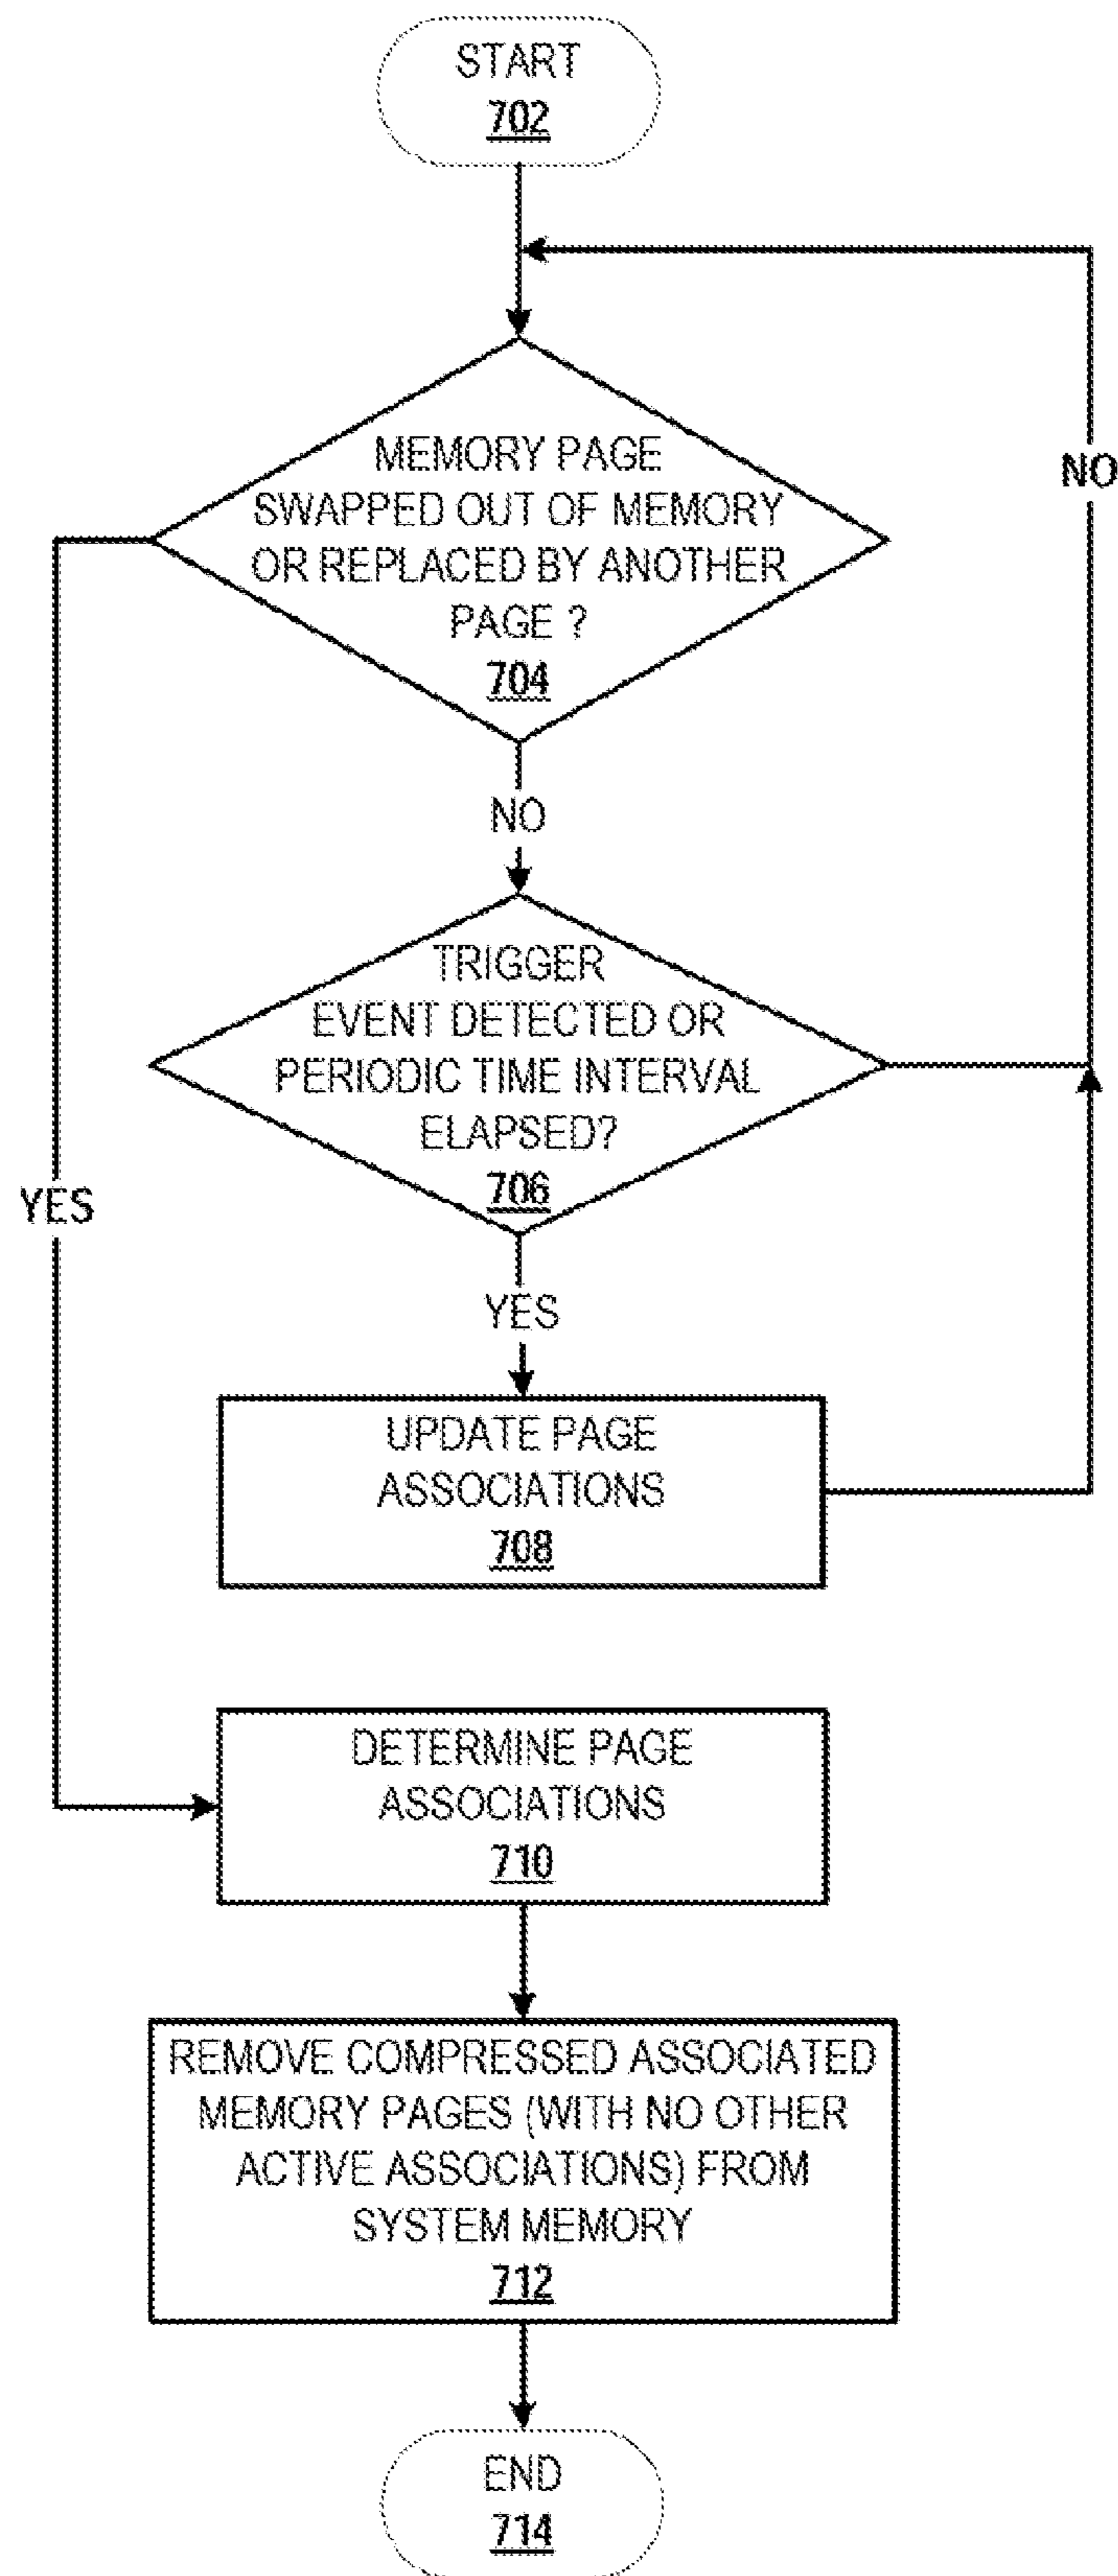 START
702
NO
MEMORY PAGE
SWAPPED OUT OF MEMORY
OR REPLACED BY ANOTHER
PAGE ?
704
NO
TRIGGER
EVENT DETECTED OR
PERIODIC TIME INTERVAL
ELAPSED?
706
YES
YES
UPDATE PAGE
ASSOCIATIONS
708
DETERMINE PAGE
ASSOCIATIONS
710
REMOVE COMPRESSED ASSOCIATED
MEMORY PAGES (WITH NO OTHER
ACTIVE ASSOCIATIONS) FROM
SYSTEM MEMORY
712
END
714